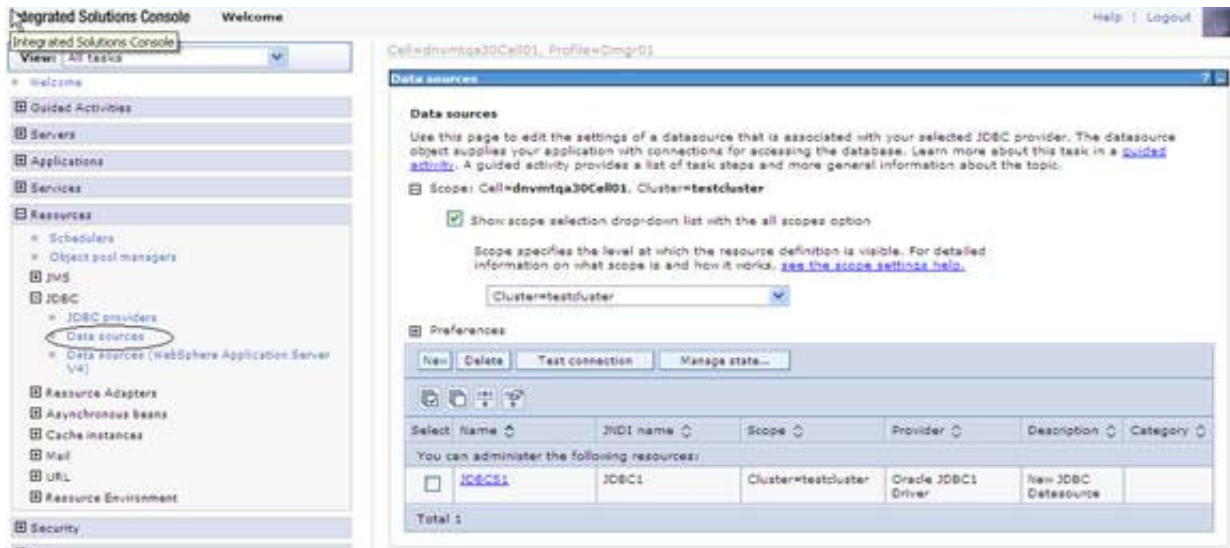 Integrated Solutions Console Welcome
Help | Logout
Integrated Solutions Console
View: All tasks
Welcome
Guided Activities
Servers
Applications
Services
Resources
Schedulers
Object pool managers
JMS
JDBC
JDBC providers
Data sources
Data sources (WebSphere Application Server V4)
Resource Adapters
Asynchronous beans
Cache instances
Mail
URL
Resource Environment
Security
Cell=dnvmtqa30Cell01, Profile=Dmgr01
Data sources
Data sources
Use this page to edit the settings of a datasource that is associated with your selected JDBC provider. The datasource
object supplies your application with connections for accessing the database. Learn more about this task in a guided
activity. A guided activity provides a list of task steps and more general information about the topic.
Scope: Cell=dnvmtqa30Cell01, Cluster=testcluster
Show scope selection drop-down list with the all scopes option
Scope specifies the level at which the resource definition is visible. For detailed
information on what scope is and how it works, see the scope settings help.
Cluster=testcluster
Preferences
New Delete Test connection Manage state...
Select Name JNDI name Scope Provider Description Category
You can administer the following resources:
JDBCS1 JDBC1 Cluster=testcluster Oracle JDBC1 Driver New JDBC Datasource
Total 1